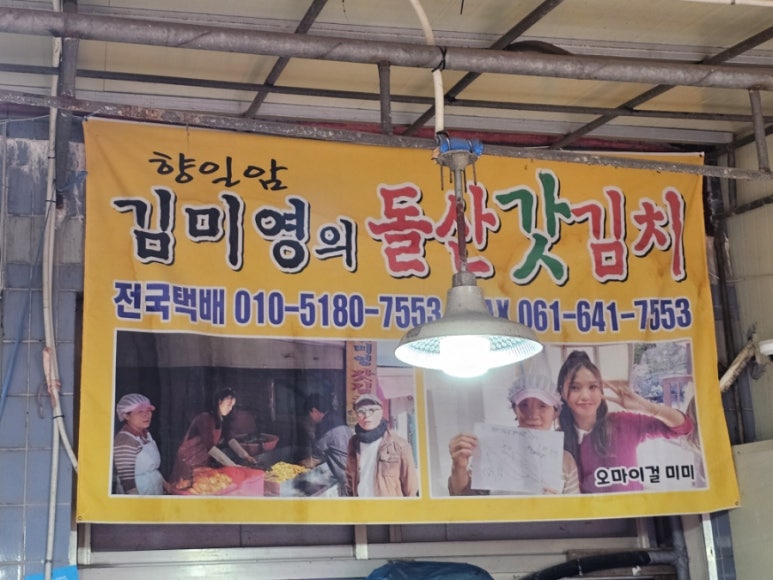 향일암
김미영의 돌산갓김치
전국택배 010-5180-7553 061-641-7553
오마이걸 미미